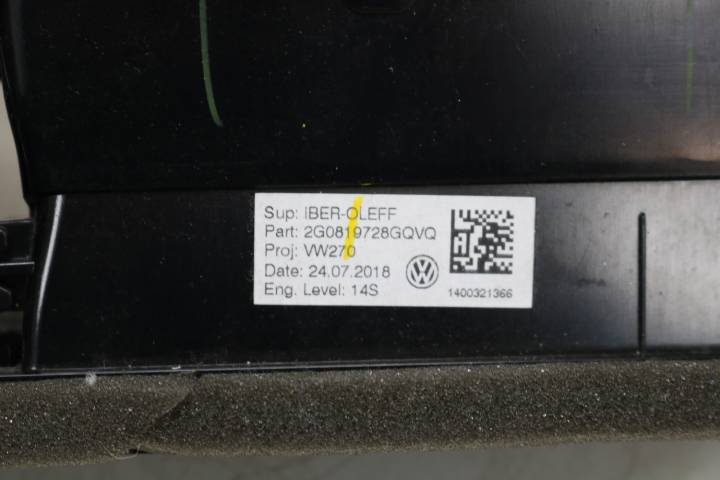 Sup: IBER-OLEFF
Part: 2G0819728GQVQ
Proj: VW270
Date: 24.07.2018
Eng. Level: 14S
1400321366